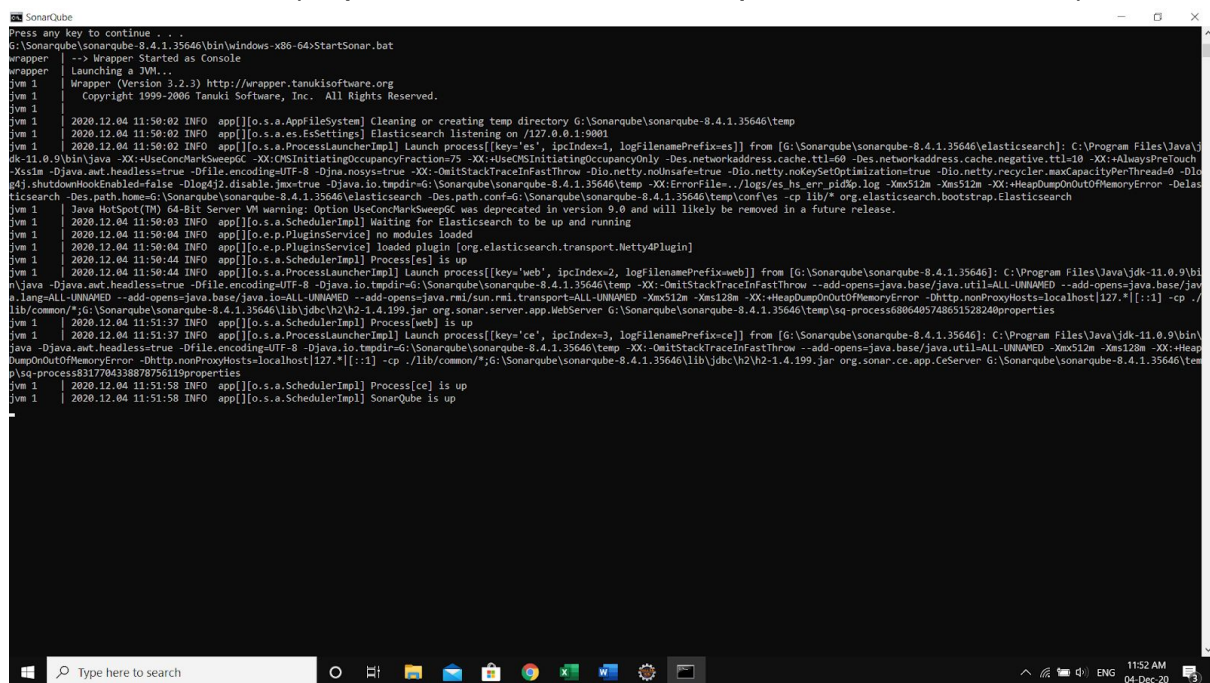 SonarQube
Press any key to continue . . .
G:\Sonarqube\sonarqube-8.4.1.35646\bin\windows-x86-64>StartSonar.bat
wrapper | --> Wrapper Started as Console
wrapper | Launching a JVM...
jvm 1 | Wrapper (Version 3.2.3) http://wrapper.tanukisoftware.org
jvm 1 | Copyright 1999-2006 Tanuki Software, Inc. All Rights Reserved.
jvm 1 |
jvm 1 | 2020.12.04 11:50:02 INFO app[][o.s.a.AppFileSystem] Cleaning or creating temp directory G:\Sonarqube\sonarqube-8.4.1.35646\temp
jvm 1 | 2020.12.04 11:50:02 INFO app[][o.s.a.es.EsSettings] Elasticsearch listening on /127.0.0.1:9001
jvm 1 | 2020.12.04 11:50:02 INFO app[][o.s.a.ProcessLauncherImpl] Launch process[[key='es', ipcIndex=1, logFilenamePrefix=es]] from [G:\Sonarqube\sonarqube-8.4.1.35646\elasticsearch]: C:\Program Files\Java\j
dk-11.0.9\bin\java -XX:+UseConcMarkSweepGC -XX:CMSInitiatingOccupancyFraction=75 -XX:+UseCMSInitiatingOccupancyOnly -Des.networkaddress.cache.ttl=60 -Des.networkaddress.cache.negative.ttl=10 -XX:+AlwaysPreTouch
-Xss1m -Djava.awt.headless=true -Dfile.encoding=UTF-8 -Djna.nosys=true -XX:-OmitStackTraceInFastThrow -Dio.netty.noUnsafe=true -Dio.netty.noKeySetOptimization=true -Dio.netty.recycler.maxCapacityPerThread=0 -Dlo
g4j.shutdownHookEnabled=false -Dlog4j2.disable.jmx=true -Djava.io.tmpdir=G:\Sonarqube\sonarqube-8.4.1.35646\temp -XX:ErrorFile=../logs/es_hs_err_pid%p.log -Xmx512m -Xms512m -XX:+HeapDumpOnOutOfMemoryError -Delas
ticsearch -Des.path.home=G:\Sonarqube\sonarqube-8.4.1.35646\elasticsearch -Des.path.conf=G:\Sonarqube\sonarqube-8.4.1.35646\temp\conf\es -cp lib/* org.elasticsearch.bootstrap.Elasticsearch
jvm 1 | Java HotSpot(TM) 64-Bit Server VM warning: Option UseConcMarkSweepGC was deprecated in version 9.0 and will likely be removed in a future release.
jvm 1 | 2020.12.04 11:50:03 INFO app[][o.s.a.SchedulerImpl] Waiting for Elasticsearch to be up and running
jvm 1 | 2020.12.04 11:50:04 INFO app[][o.e.p.PluginsService] no modules loaded
jvm 1 | 2020.12.04 11:50:04 INFO app[][o.e.p.PluginsService] loaded plugin [org.elasticsearch.transport.Netty4Plugin]
jvm 1 | 2020.12.04 11:50:44 INFO app[][o.s.a.SchedulerImpl] Process[es] is up
jvm 1 | 2020.12.04 11:50:44 INFO app[][o.s.a.ProcessLauncherImpl] Launch process[[key='web', ipcIndex=2, logFilenamePrefix=web]] from [G:\Sonarqube\sonarqube-8.4.1.35646]: C:\Program Files\Java\jdk-11.0.9\bi
n\java -Djava.awt.headless=true -Dfile.encoding=UTF-8 -Djava.io.tmpdir=G:\Sonarqube\sonarqube-8.4.1.35646\temp -XX:-OmitStackTraceInFastThrow --add-opens=java.base/java.util=ALL-UNNAMED --add-opens=java.base/jav
a.lang=ALL-UNNAMED --add-opens=java.base/java.io=ALL-UNNAMED --add-opens=java.rmi/sun.rmi.transport=ALL-UNNAMED -Xmx512m -Xms128m -XX:+HeapDumpOnOutOfMemoryError -Dhttp.nonProxyHosts=localhost|127.*|[::1] -cp ./
lib/common/*;G:\Sonarqube\sonarqube-8.4.1.35646\lib\jdbc\h2\h2-1.4.199.jar org.sonar.server.app.WebServer G:\Sonarqube\sonarqube-8.4.1.35646\temp\sq-process6806405748651528240properties
jvm 1 | 2020.12.04 11:51:37 INFO app[][o.s.a.SchedulerImpl] Process[web] is up
jvm 1 | 2020.12.04 11:51:37 INFO app[][o.s.a.ProcessLauncherImpl] Launch process[[key='ce', ipcIndex=3, logFilenamePrefix=ce]] from [G:\Sonarqube\sonarqube-8.4.1.35646]: C:\Program Files\Java\jdk-11.0.9\bin\
java -Djava.awt.headless=true -Dfile.encoding=UTF-8 -Djava.io.tmpdir=G:\Sonarqube\sonarqube-8.4.1.35646\temp -XX:-OmitStackTraceInFastThrow --add-opens=java.base/java.util=ALL-UNNAMED -Xmx512m -Xms128m -XX:+Heap
DumpOnOutOfMemoryError -Dhttp.nonProxyHosts=localhost|127.*|[::1] -cp ./lib/common/*;G:\Sonarqube\sonarqube-8.4.1.35646\lib\jdbc\h2\h2-1.4.199.jar org.sonar.ce.app.CeServer G:\Sonarqube\sonarqube-8.4.1.35646\tem
p\sq-process8317704338878756119properties
jvm 1 | 2020.12.04 11:51:58 INFO app[][o.s.a.SchedulerImpl] Process[ce] is up
jvm 1 | 2020.12.04 11:51:58 INFO app[][o.s.a.SchedulerImpl] SonarQube is up
Type here to search
ENG
11:52 AM
04-Dec-20
3